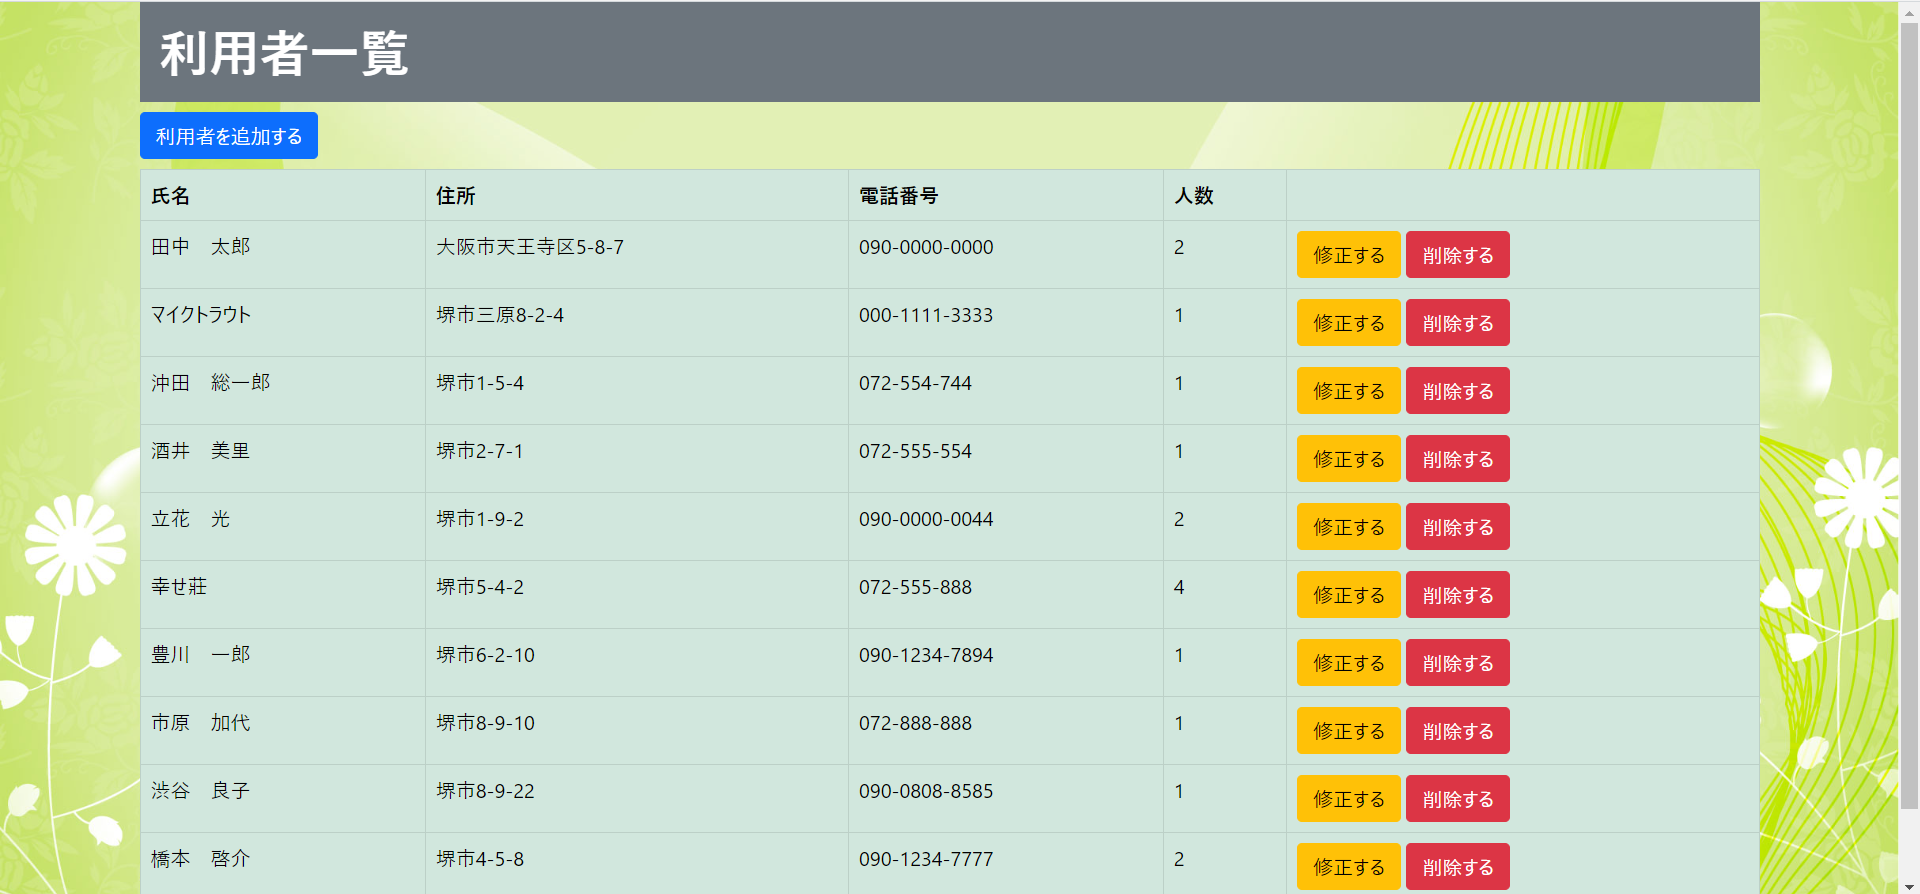 利用者一覧
利用者を追加する
氏名 住所 電話番号 人数
田中　太郎 大阪市天王寺区5-8-7 090-0000-0000 2 修正する 削除する
マイクトラウト 堺市三原8-2-4 000-1111-3333 1 修正する 削除する
沖田　総一郎 堺市1-5-4 072-554-744 1 修正する 削除する
酒井　美里 堺市2-7-1 072-555-554 1 修正する 削除する
立花　光 堺市1-9-2 090-0000-0044 2 修正する 削除する
幸せ莊 堺市5-4-2 072-555-888 4 修正する 削除する
豊川　一郎 堺市6-2-10 090-1234-7894 1 修正する 削除する
市原　加代 堺市8-9-10 072-888-888 1 修正する 削除する
渋谷　良子 堺市8-9-22 090-0808-8585 1 修正する 削除する
橋本　啓介 堺市4-5-8 090-1234-7777 2 修正する 削除する